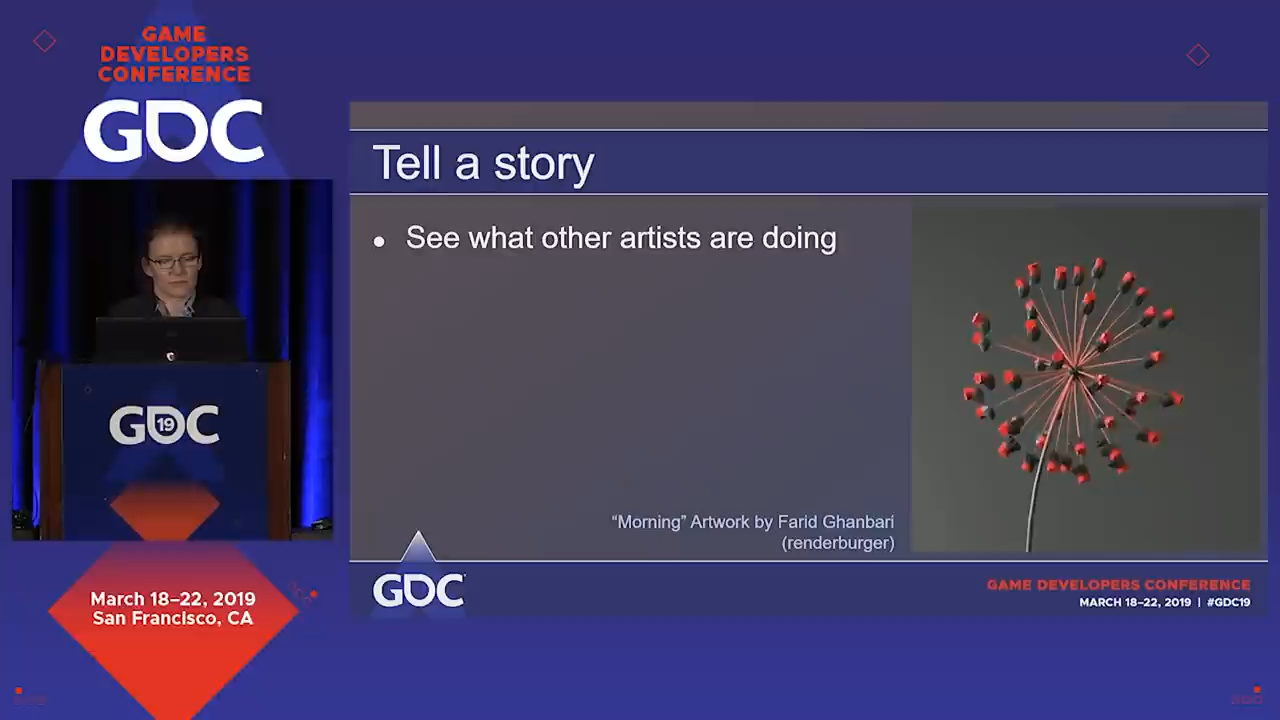 GAME
DEVELOPERS
CONFERENCE
GDC
Tell a story
● See what other artists are doing
“Morning” Artwork by Farid Ghanbari
(renderburger)
GDC
19
March 18–22, 2019
San Francisco, CA
GDC
GAME DEVELOPERS CONFERENCE
MARCH 18–22, 2019 | #GDC19